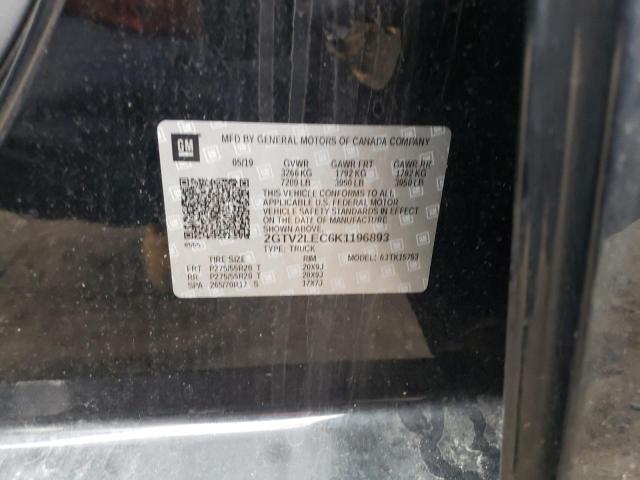 GM
MFD BY GENERAL MOTORS OF CANADA COMPANY
05/19 GVWR GAWR FRT GAWR RR
3266 KG 1792 KG 1792 KG
7200 LB 3950 LB 3950 LB
THIS VEHICLE CONFORMS TO ALL
APPLICABLE U.S. FEDERAL MOTOR
VEHICLE SAFETY STANDARDS IN EFFECT
ON THE DATE OF MANUFACTURE
SHOWN ABOVE.
2GTV2LEC6K1196893
TYPE: TRUCK MODEL:
TIRE SIZE RIM
FRT P275/55R20 T 20X9J
RR P275/55R20 T 20X9J
SPA 265/70R17 S 17X7J